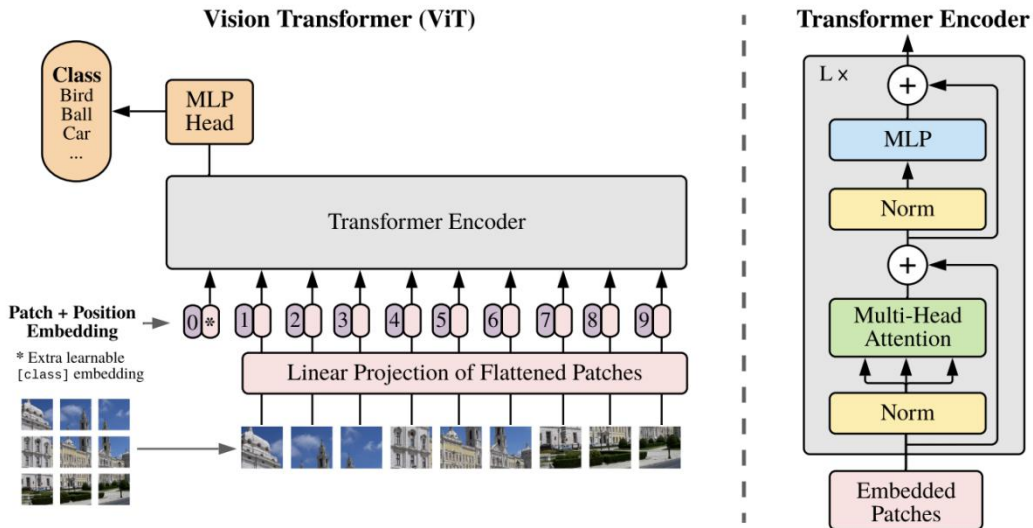 Vision Transformer (ViT)
Class
Bird
Ball
Car
...
MLP
Head
Transformer Encoder
0 * 1 2 3 4 5 6 7 8 9
Patch + Position
Embedding
* Extra learnable
[class] embedding
Linear Projection of Flattened Patches
Transformer Encoder
L x
+
MLP
Norm
+
Multi-Head
Attention
Norm
Embedded
Patches